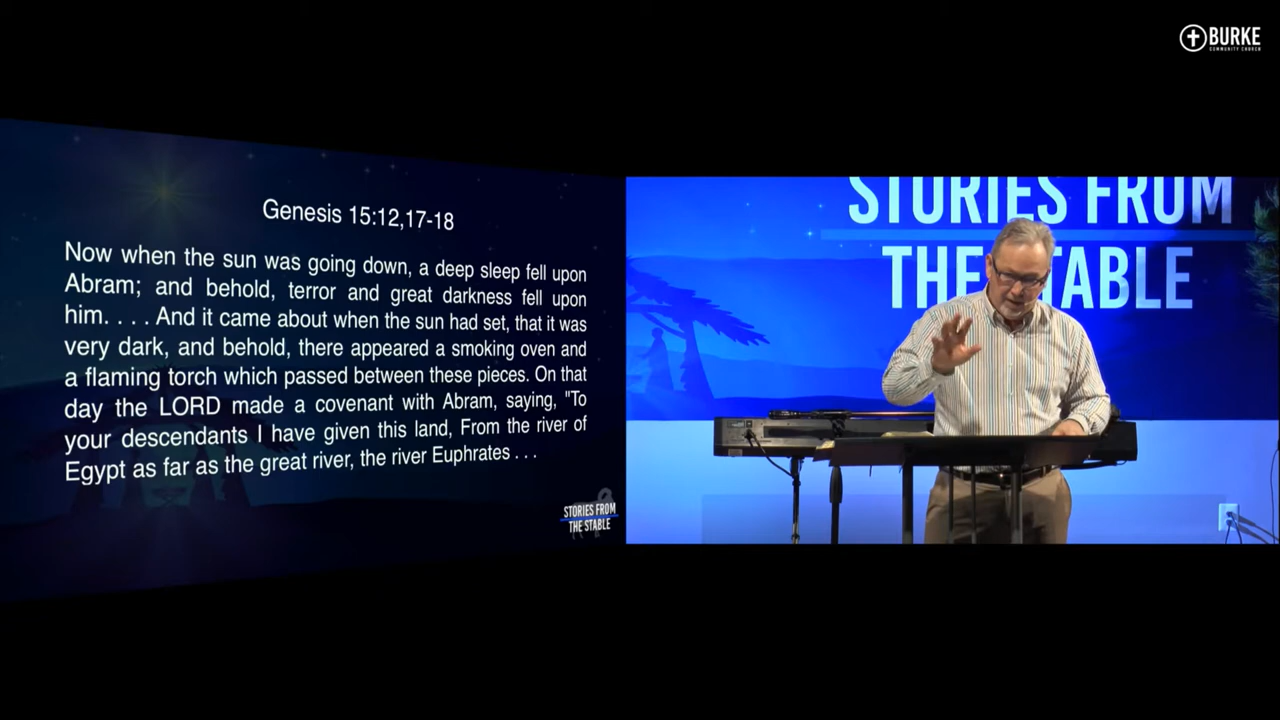 BURKE
COMMUNITY CHURCH
Genesis 15:12,17-18
Now when the sun was going down, a deep sleep fell upon
Abram; and behold, terror and great darkness fell upon
him. . . . And it came about when the sun had set, that it was
very dark, and behold, there appeared a smoking oven and
a flaming torch which passed between these pieces. On that
day the LORD made a covenant with Abram, saying, "To
your descendants I have given this land, From the river of
Egypt as far as the great river, the river Euphrates . . .
STORIES FROM
THE STABLE
STORIES FROM
THE STABLE